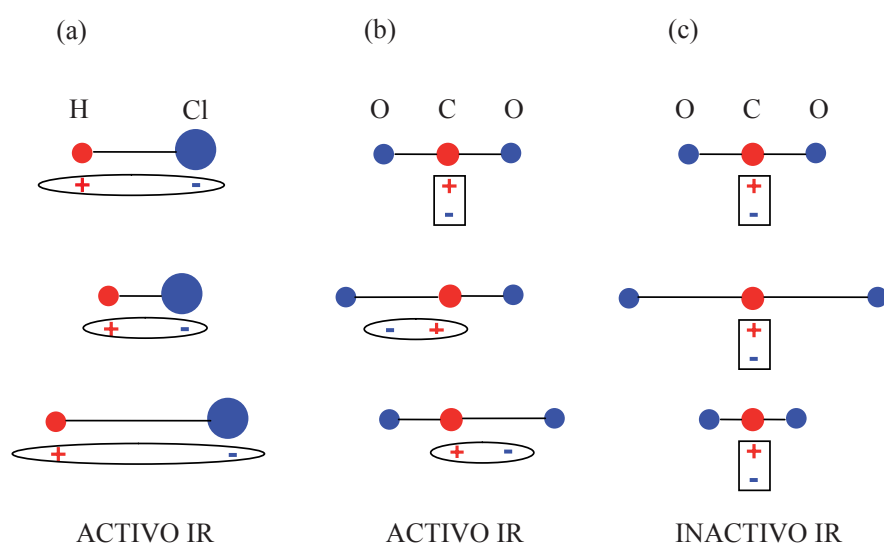 (a) (b) (c)
H Cl O C O O C O
+ - + +
- -
+ - - + +
-
+ - + - +
-
ACTIVO IR ACTIVO IR INACTIVO IR